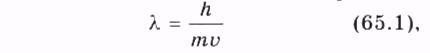 λ = h/mv (65.1),